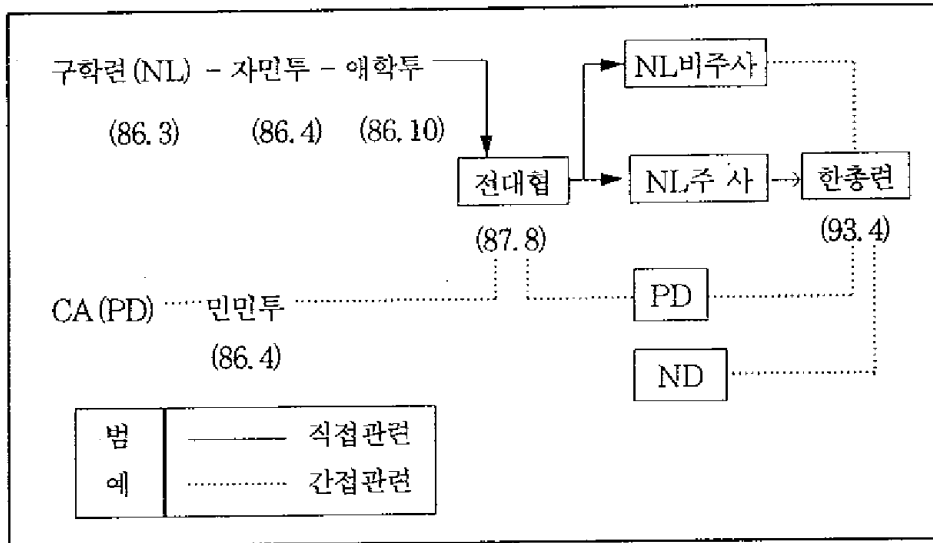 구학련(NL) - 자민투 - 애학투
NL비주사
(86.3) (86.4) (86.10)
전대협 NL주 사 한총련
(87.8) (93.4)
CA(PD) 민민투 PD
(86.4)
ND
범 직접관련
예 간접관련